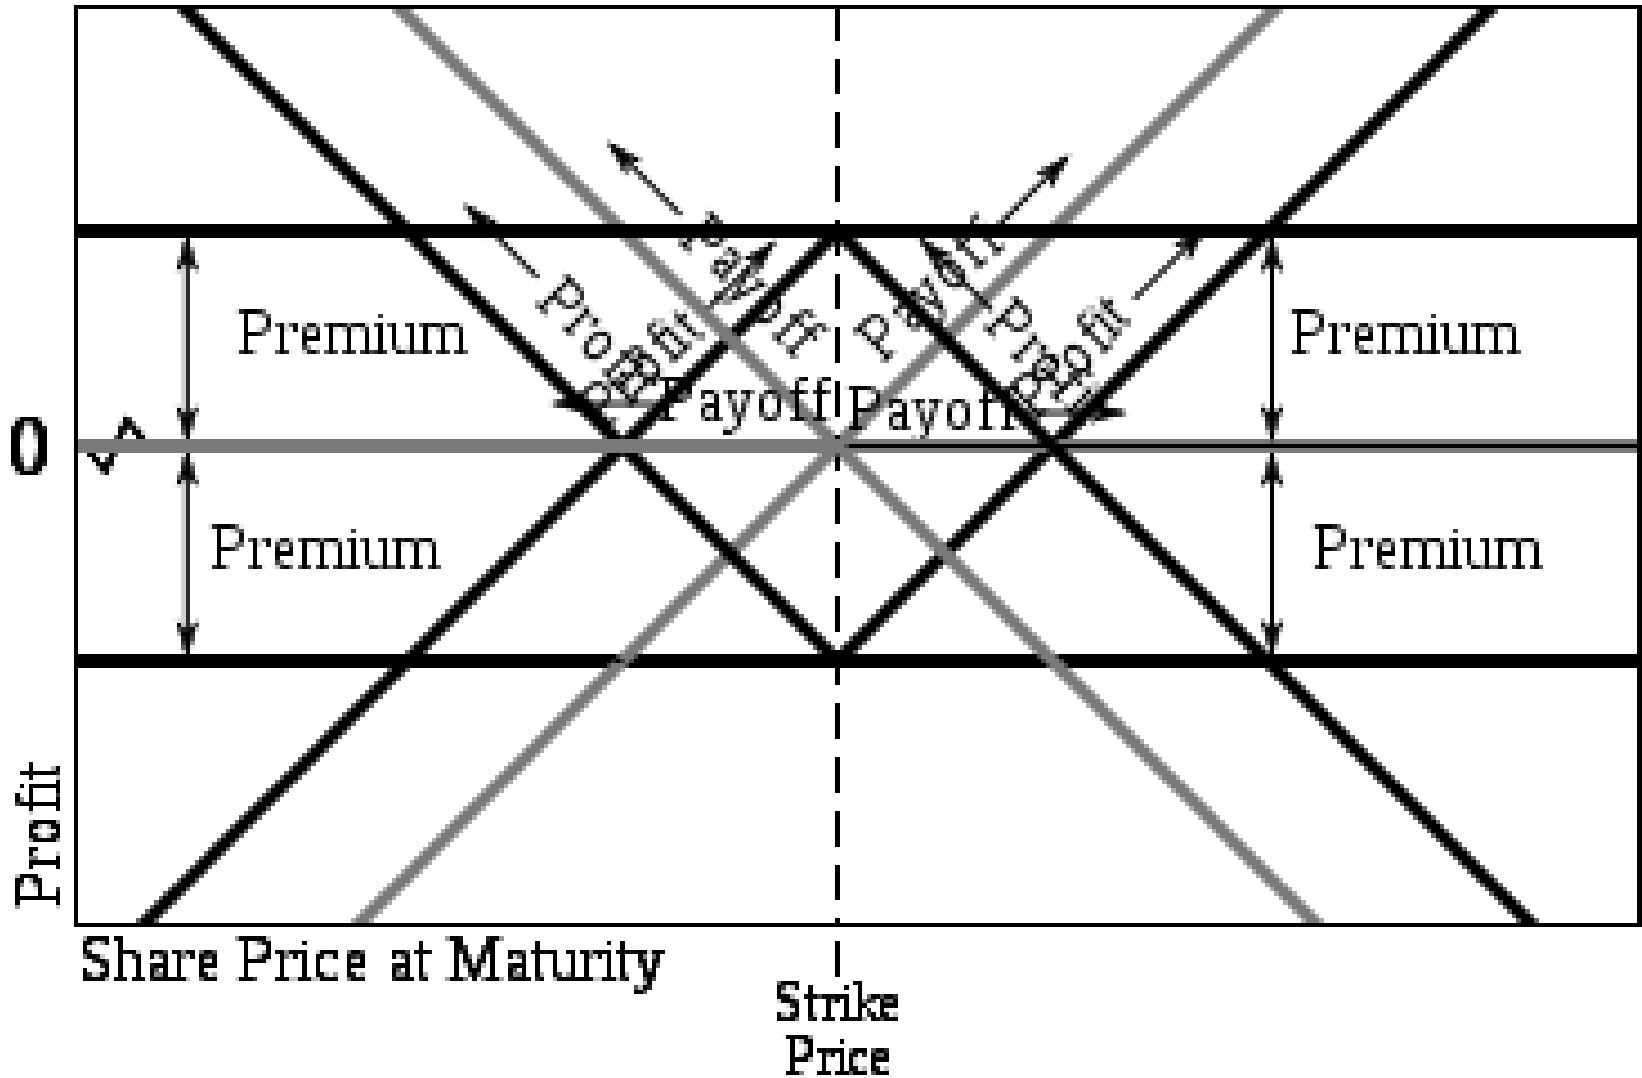 Payoff
Payoff
Profit
Profit
Profit
Profit
Premium
Premium
Payoff
Payoff
0
Premium
Premium
Profit
Share Price at Maturity
Strike
Price